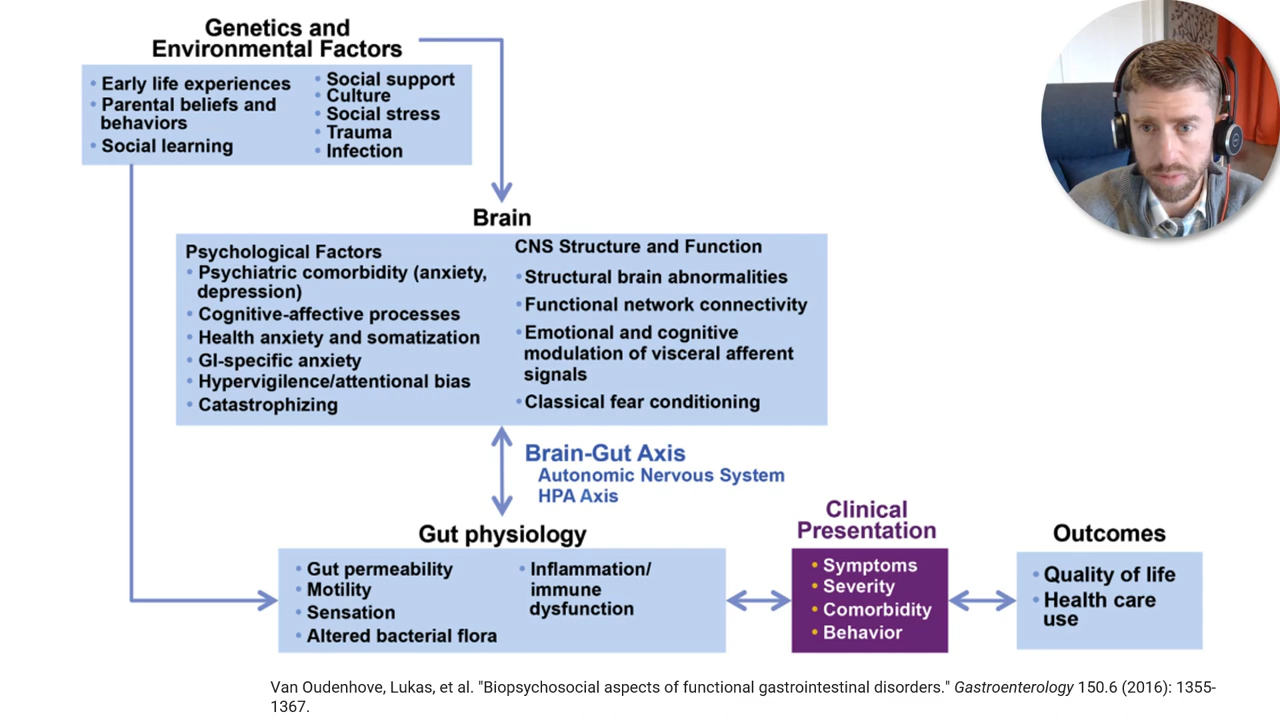 Genetics and
Environmental Factors
Early life experiences
Parental beliefs and
behaviors
Social learning
Social support
Culture
Social stress
Trauma
Infection
Brain
Psychological Factors
Psychiatric comorbidity (anxiety,
depression)
Cognitive-affective processes
Health anxiety and somatization
GI-specific anxiety
Hypervigilence/attentional bias
Catastrophizing
CNS Structure and Function
Structural brain abnormalities
Functional network connectivity
Emotional and cognitive
modulation of visceral afferent
signals
Classical fear conditioning
Brain-Gut Axis
Autonomic Nervous System
HPA Axis
Gut physiology
Gut permeability
Motility
Sensation
Altered bacterial flora
Inflammation/
immune
dysfunction
Clinical
Presentation
Symptoms
Severity
Comorbidity
Behavior
Outcomes
Quality of life
Health care
use
Van Oudenhove, Lukas, et al. "Biopsychosocial aspects of functional gastrointestinal disorders." Gastroenterology 150.6 (2016): 1355-
1367.